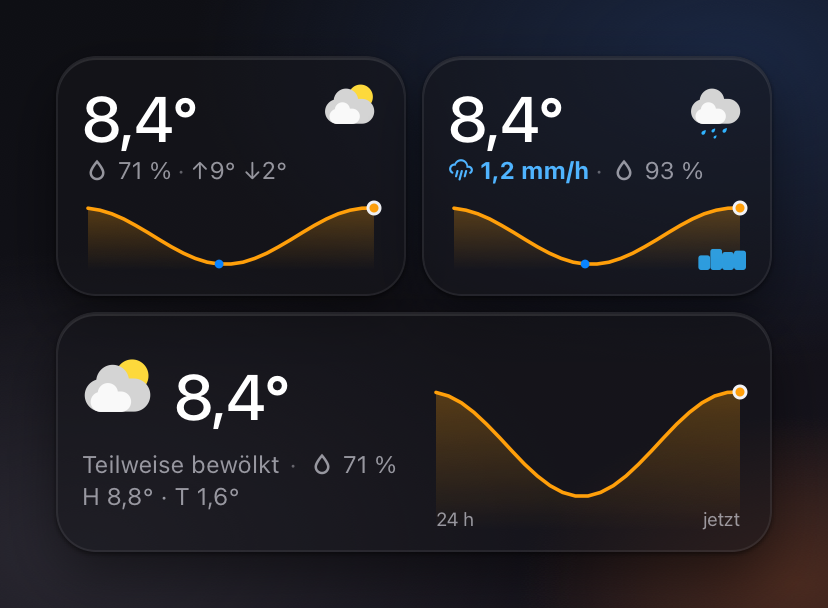 8,4°
71 % · ↑9° ↓2°
8,4°
1,2 mm/h · 93 %
8,4°
Teilweise bewölkt · 71 %
H 8,8° · T 1,6°
24 h
jetzt